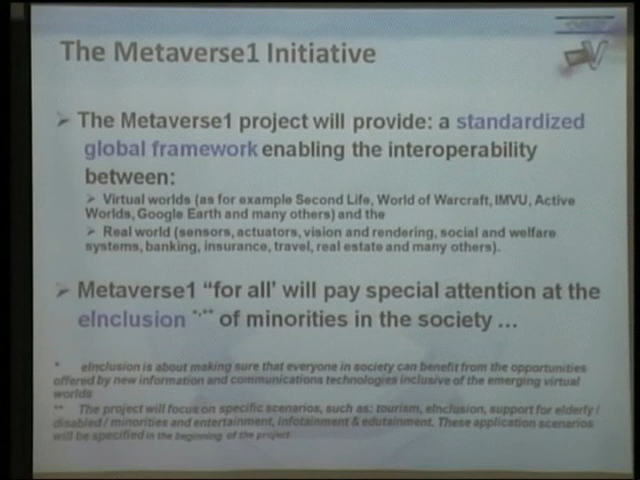 The Metaverse1 Initiative
➢ The Metaverse1 project will provide: a standardized
global framework enabling the interoperability
between:
➢ Virtual worlds (as for example Second Life, World of Warcraft, IMVU, Active
Worlds, Google Earth and many others) and the
➢ Real world (sensors, actuators, vision and rendering, social and welfare
systems, banking, insurance, travel, real estate and many others).
➢ Metaverse1 “for all’ will pay special attention at the
eInclusion *,** of minorities in the society ...
* eInclusion is about making sure that everyone in society can benefit from the opportunities
offered by new information and communications technologies inclusive of the emerging virtual
worlds
** The project will focus on specific scenarios, such as: tourism, eInclusion, support for elderly /
disabled / minorities and entertainment, infotainment & edutainment. These application scenarios
will be specified in the beginning of the project